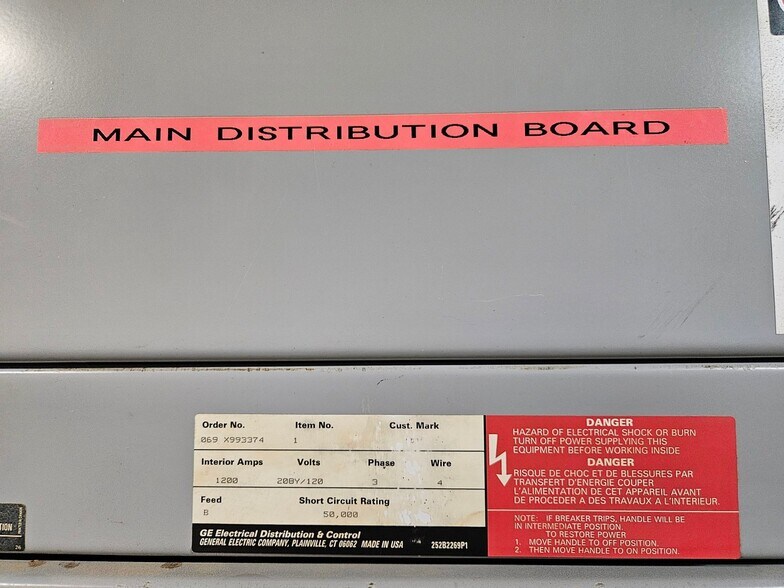 MAIN DISTRIBUTION BOARD
Order No. Item No. Cust. Mark
069 X993374 1
Interior Amps Volts Phase Wire
1200 208Y/120 3 4
Feed Short Circuit Rating
B 50,000
GE Electrical Distribution & Control
GENERAL ELECTRIC COMPANY, PLAINVILLE, CT 06062 MADE IN USA 252B2269P1
DANGER
HAZARD OF ELECTRICAL SHOCK OR BURN
TURN OFF POWER SUPPLYING THIS
EQUIPMENT BEFORE WORKING INSIDE
DANGER
RISQUE DE CHOC ET DE BLESSURES PAR
TRANSFERT D'ENERGIE COUPER
L'ALIMENTATION DE CET APPAREIL AVANT
DE PROCEDER A DES TRAVAUX A L'INTERIEUR.
NOTE: IF BREAKER TRIPS, HANDLE WILL BE
IN INTERMEDIATE POSITION.
TO RESTORE POWER
1. MOVE HANDLE TO OFF POSITION.
2. THEN MOVE HANDLE TO ON POSITION.